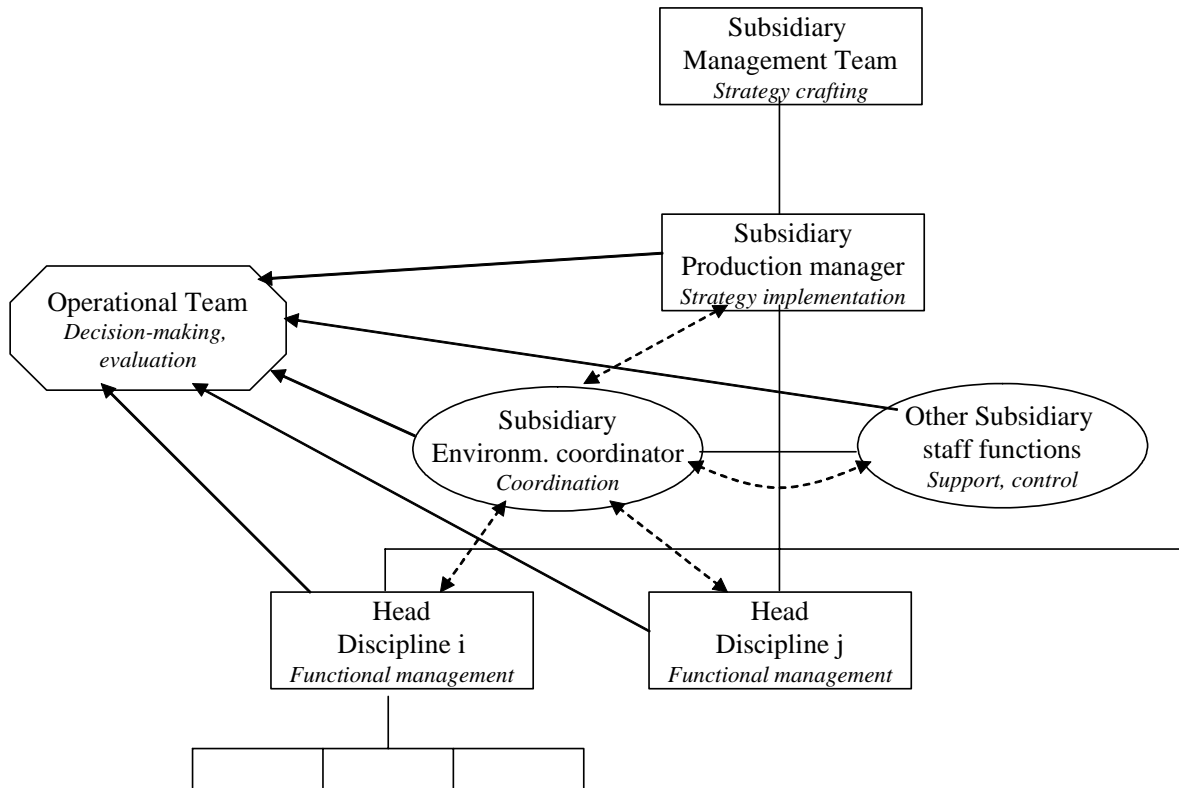 Subsidiary
Management Team
Strategy crafting
Subsidiary
Production manager
Strategy implementation
Operational Team
Decision-making,
evaluation
Subsidiary
Environm. coordinator
Coordination
Other Subsidiary
staff functions
Support, control
Head
Discipline i
Functional management
Head
Discipline j
Functional management